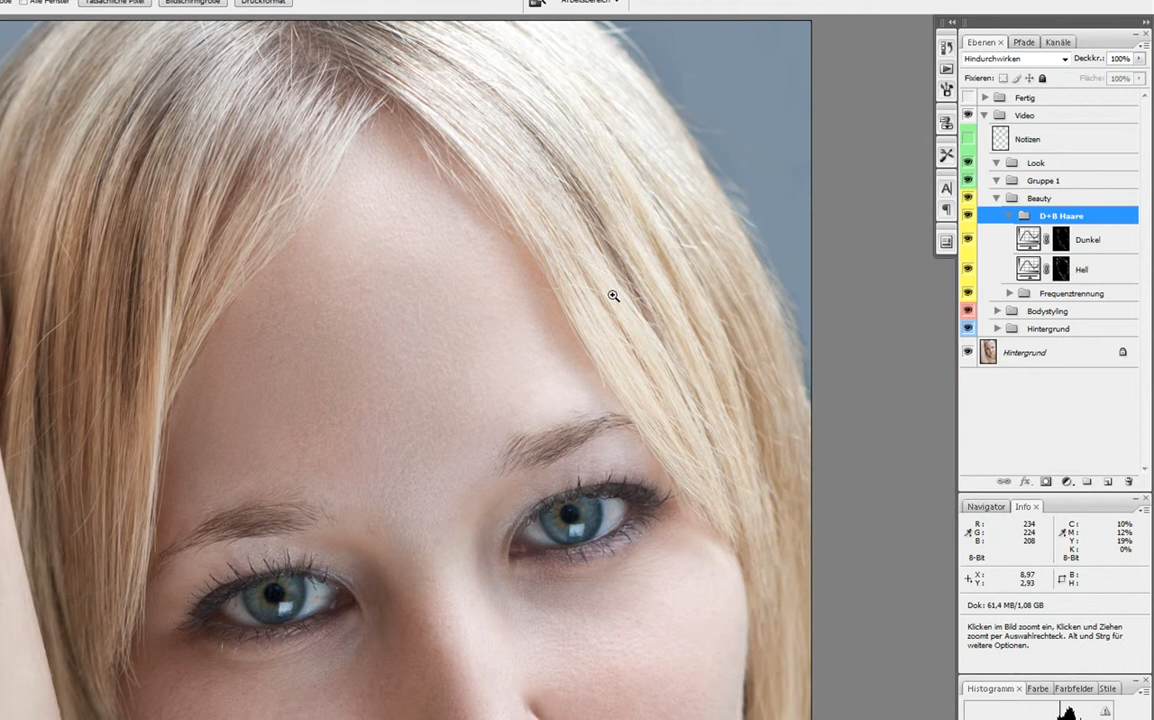 öße Alle Fenster Tatsächliche Pixel Bildschirmgröße Druckformat Arbeitsbereich
Ebenen Pfade Kanäle
Hindurchwirken Deckkr.: 100%
Fixieren: Fläche: 100%
Fertig
Video
Notizen
Look
Gruppe 1
Beauty
D+B Haare
Dunkel
Hell
Frequenztrennung
Bodystyling
Hintergrund
Hintergrund
fx
A
Navigator Info
R: 234 C: 10%
G: 224 M: 12%
B: 208 Y: 19%
K: 0%
8-Bit 8-Bit
X: 8,97 B:
Y: 2,93 H:
Dok: 61,4 MB/1,08 GB
Klicken im Bild zoomt ein, Klicken und Ziehen
zoomt per Auswahlrechteck. Alt und Strg für
weitere Optionen.
Histogramm Farbe Farbfelder Stile